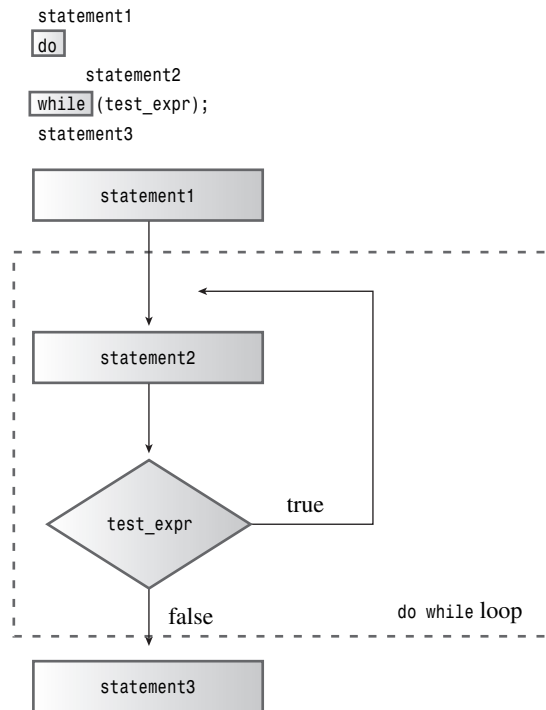 statement1
do
statement2
while (test_expr);
statement3
statement1
statement2
test_expr
true
false
do while loop
statement3